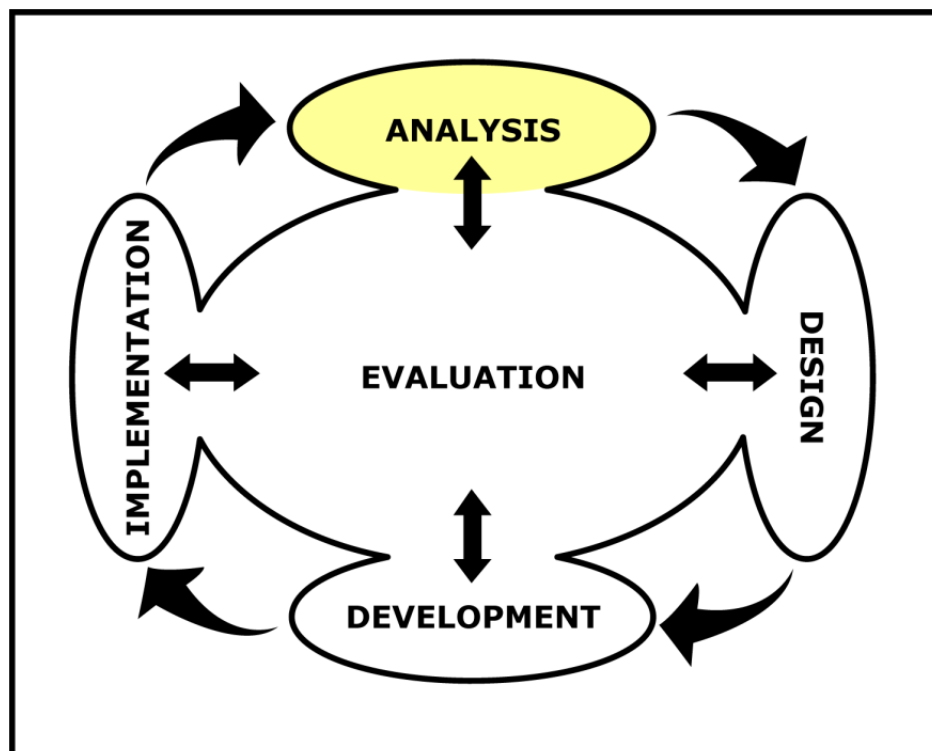 ANALYSIS
IMPLEMENTATION
EVALUATION
DESIGN
DEVELOPMENT